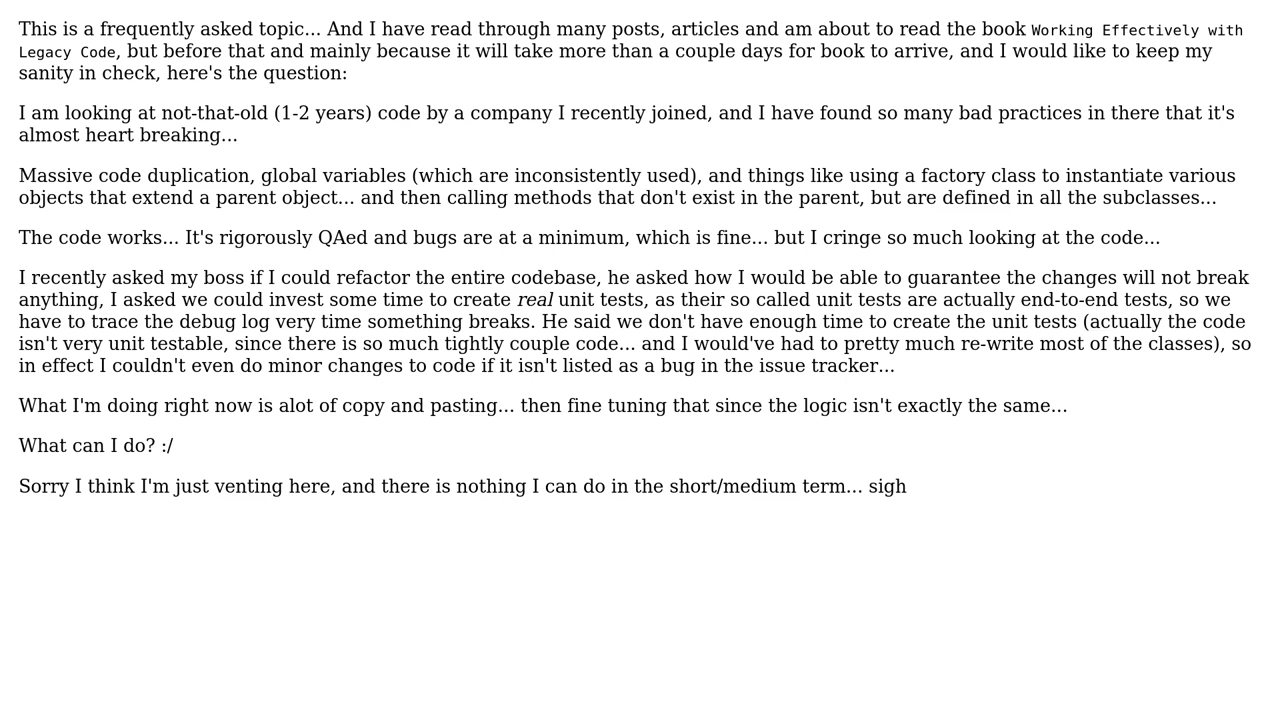 This is a frequently asked topic... And I have read through many posts, articles and am about to read the book Working Effectively with
Legacy Code, but before that and mainly because it will take more than a couple days for book to arrive, and I would like to keep my
sanity in check, here's the question:
I am looking at not-that-old (1-2 years) code by a company I recently joined, and I have found so many bad practices in there that it's
almost heart breaking...
Massive code duplication, global variables (which are inconsistently used), and things like using a factory class to instantiate various
objects that extend a parent object... and then calling methods that don't exist in the parent, but are defined in all the subclasses...
The code works... It's rigorously QAed and bugs are at a minimum, which is fine... but I cringe so much looking at the code...
I recently asked my boss if I could refactor the entire codebase, he asked how I would be able to guarantee the changes will not break
anything, I asked we could invest some time to create real unit tests, as their so called unit tests are actually end-to-end tests, so we
have to trace the debug log very time something breaks. He said we don't have enough time to create the unit tests (actually the code
isn't very unit testable, since there is so much tightly couple code... and I would've had to pretty much re-write most of the classes), so
in effect I couldn't even do minor changes to code if it isn't listed as a bug in the issue tracker...
What I'm doing right now is alot of copy and pasting... then fine tuning that since the logic isn't exactly the same...
What can I do? :/
Sorry I think I'm just venting here, and there is nothing I can do in the short/medium term... sigh